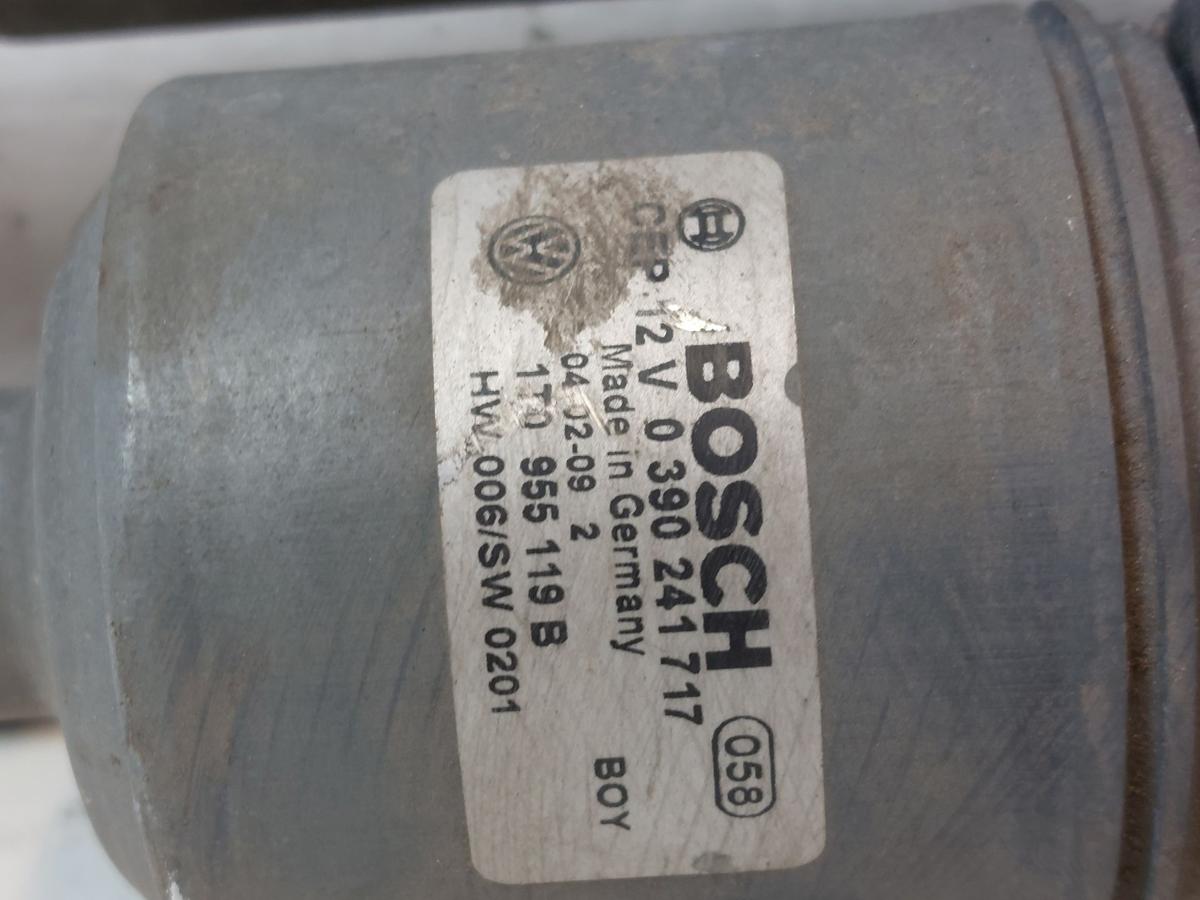 BOSCH 058
CEP.12 V 0 390 241 717
Made in Germany BOY
04 02-09 2
1T0 955 119 B
HW 006/SW 0201